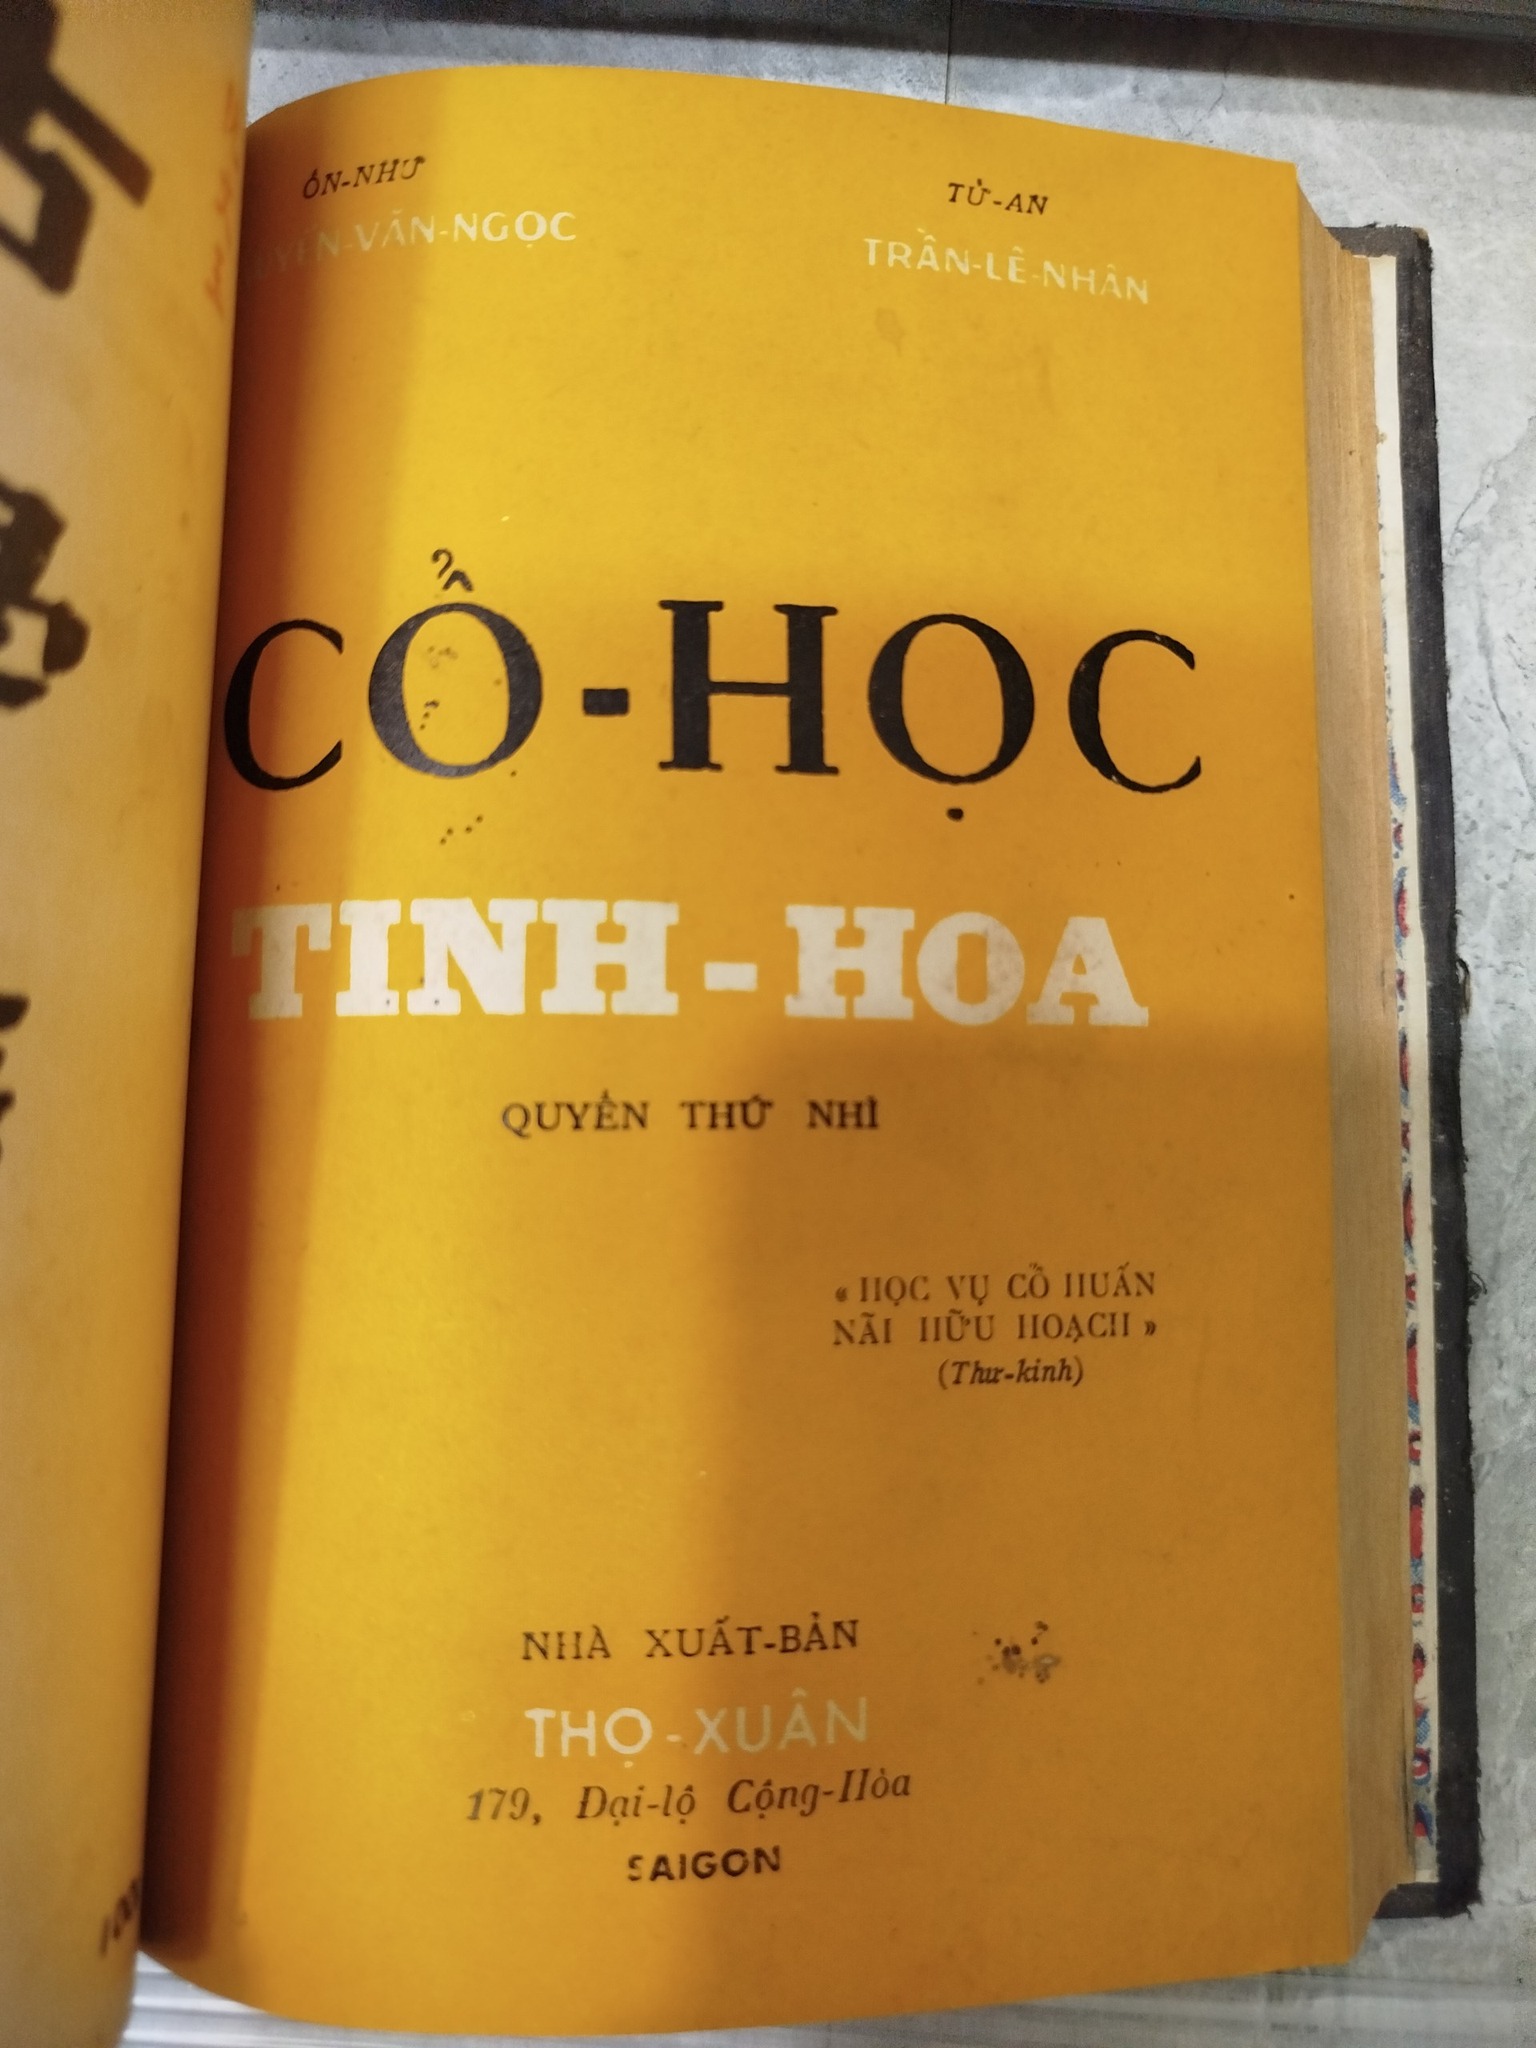 ÔN-NHƯ
TỬ-AN
VĂN-NGỌC
TRẦN-LÊ-NHÂN
CỔ-HỌC
TINH-HOA
QUYỂN THỨ NHÌ
« HỌC VỤ CỔ HUẤN
NÃI HỮU HOẠCH »
(Thư-kinh)
NHÀ XUẤT-BẢN
THỌ-XUÂN
179, Đại-lộ Cộng-Hòa
SAIGON